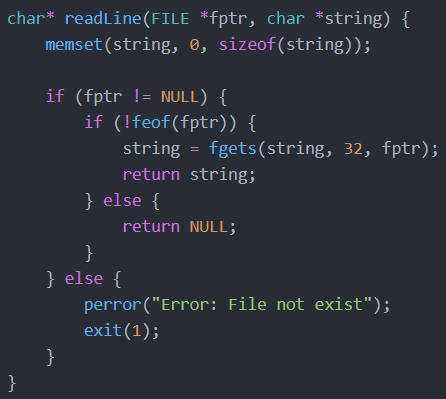 char* readLine(FILE *fptr, char *string) {
    memset(string, 0, sizeof(string));

    if (fptr != NULL) {
        if (!feof(fptr)) {
            string = fgets(string, 32, fptr);
            return string;
        } else {
            return NULL;
        }
    } else {
        perror("Error: File not exist");
        exit(1);
    }
}